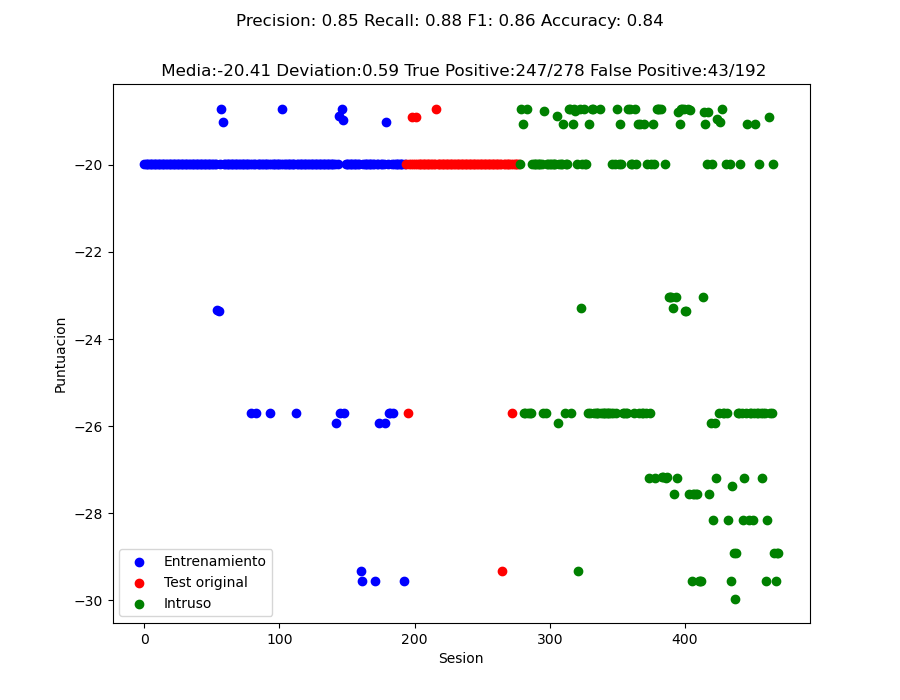 Precision: 0.85 Recall: 0.88 F1: 0.86 Accuracy: 0.84
Media:-20.41 Deviation:0.59 True Positive:247/278 False Positive:43/192
Puntuacion
−20
−22
−24
−26
−28
−30
Entrenamiento
Test original
Intruso
0 100 200 300 400
Sesion